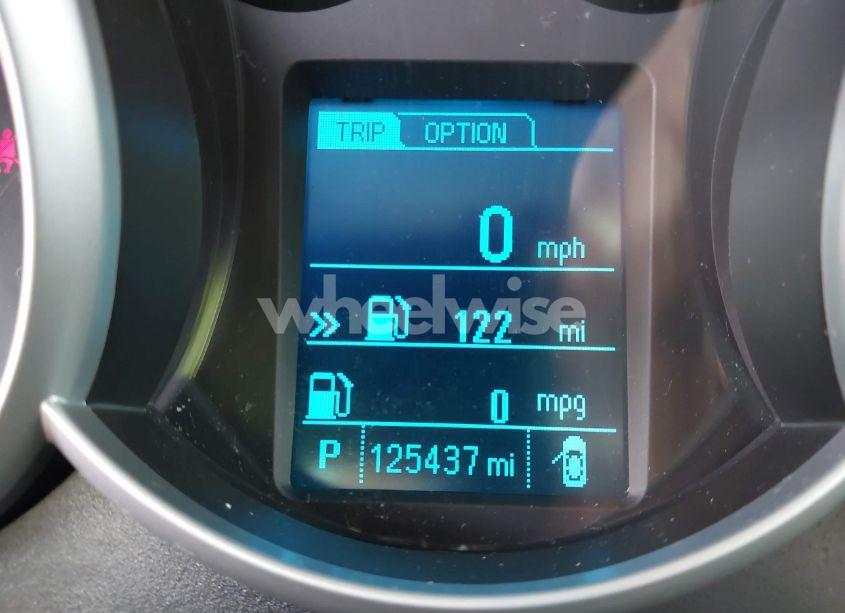 TRIP OPTION
0 mph
wheelwise
122 mi
0 mpg
P 125437 mi